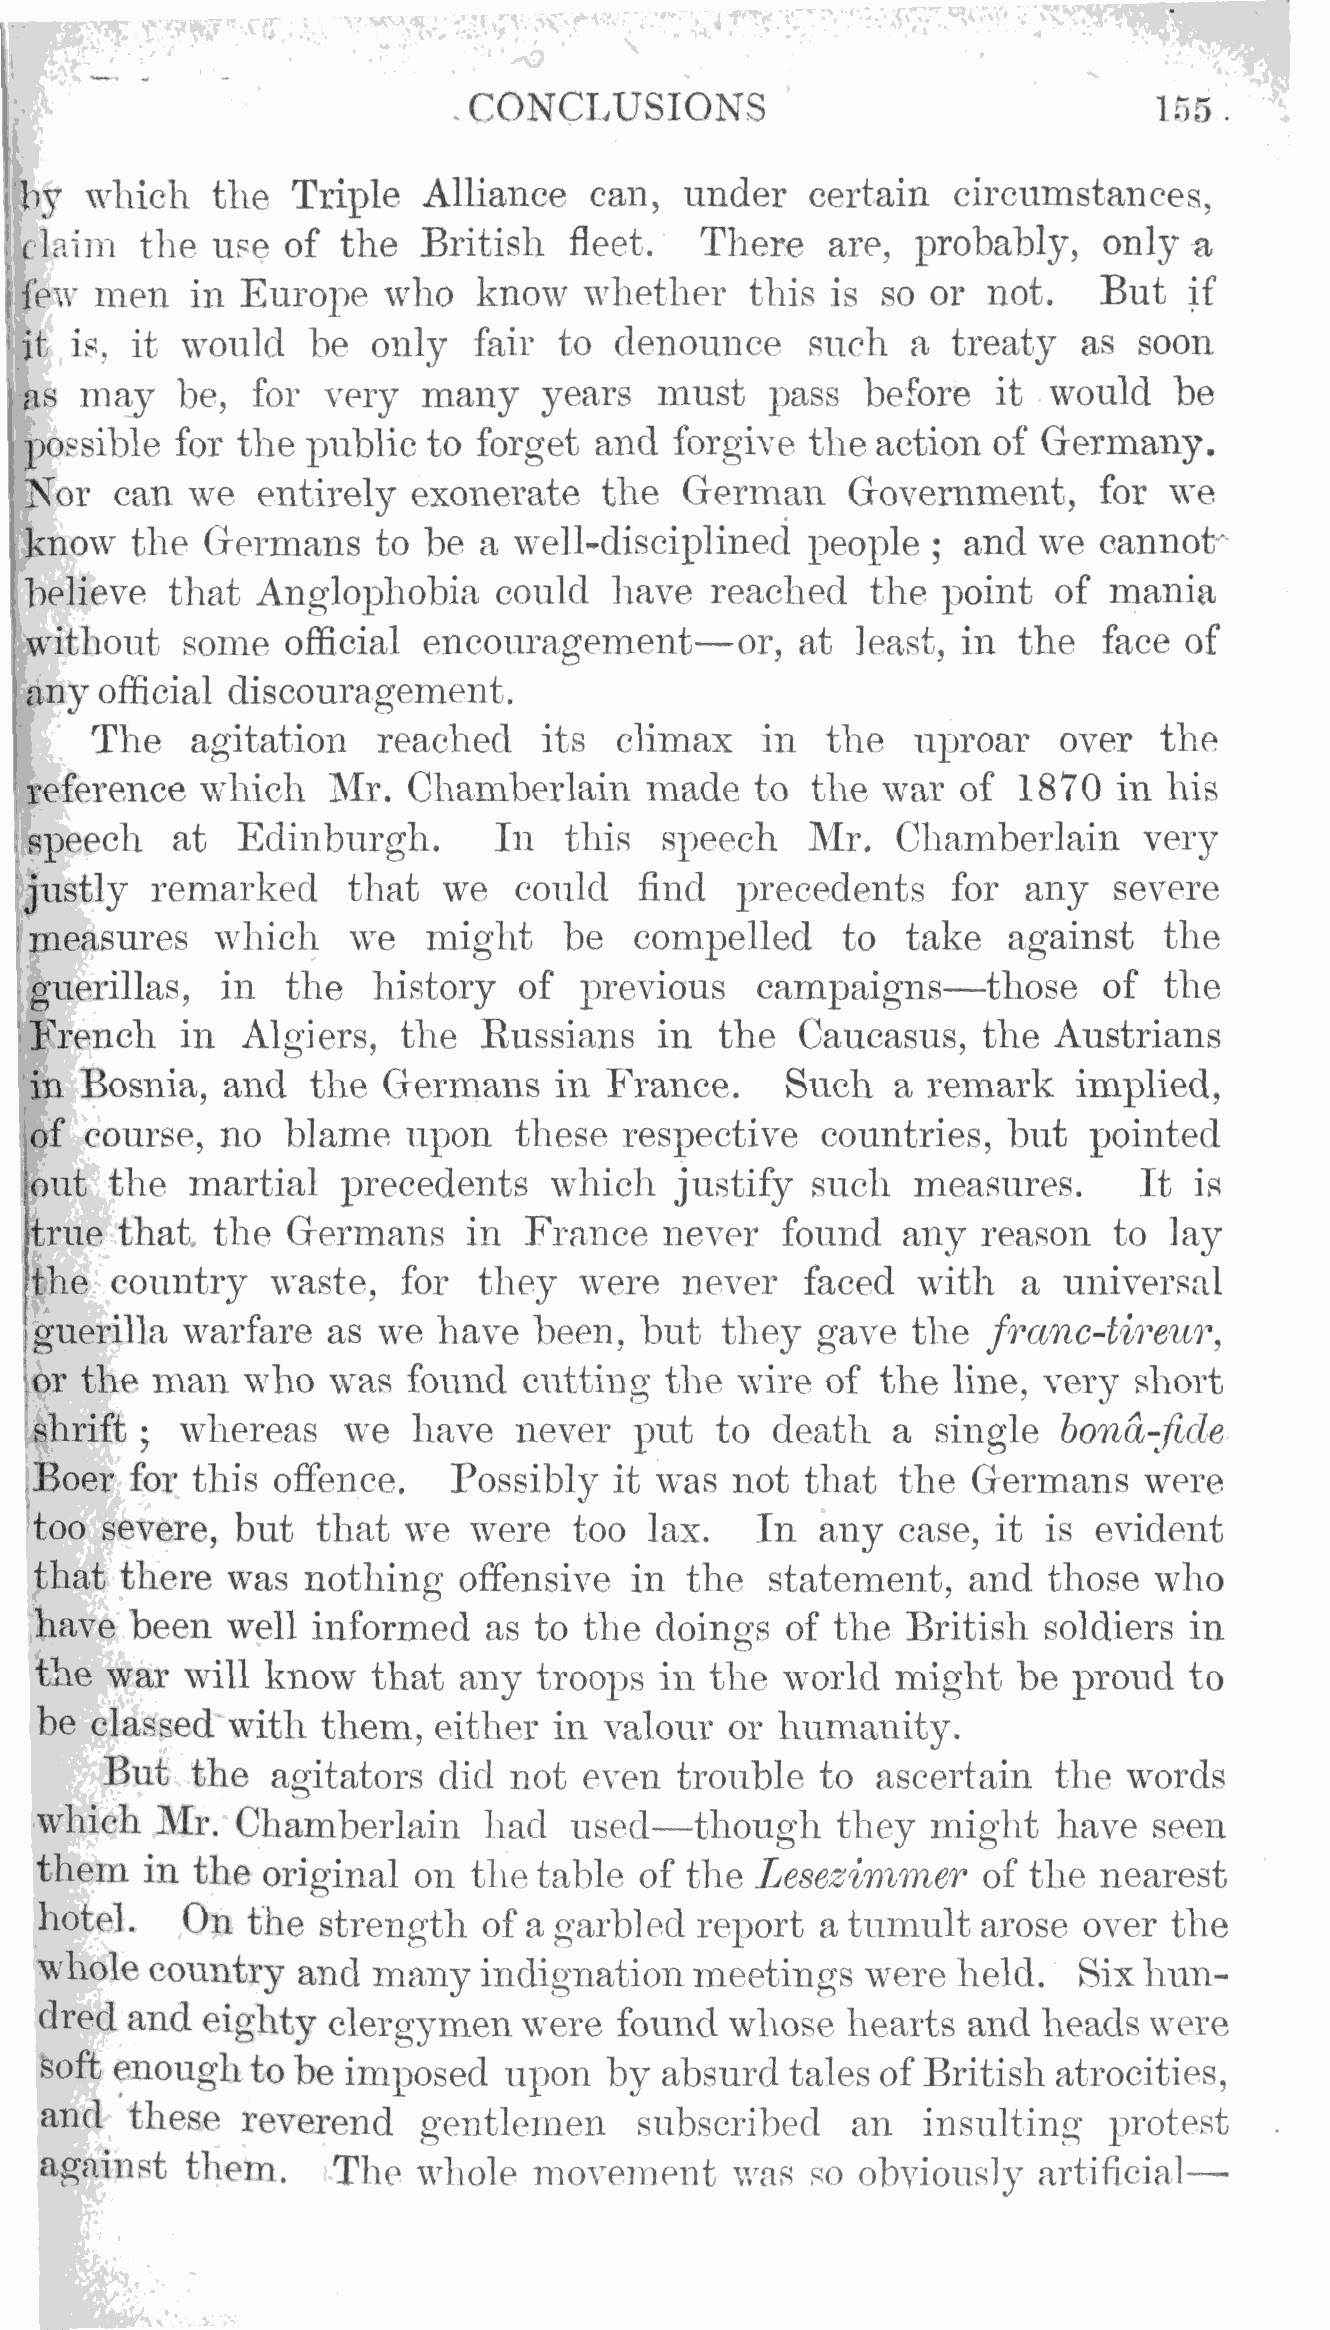 CONCLUSIONS 155
by which the Triple Alliance can, under certain circumstances,
claim the use of the British fleet. There are, probably, only a
few men in Europe who know whether this is so or not. But if
it is, it would be only fair to denounce such a treaty as soon
as may be, for very many years must pass before it would be
possible for the public to forget and forgive the action of Germany.
Nor can we entirely exonerate the German Government, for we
know the Germans to be a well-disciplined people ; and we cannot
believe that Anglophobia could have reached the point of mania
without some official encouragement—or, at least, in the face of
any official discouragement.
The agitation reached its climax in the uproar over the
reference which Mr. Chamberlain made to the war of 1870 in his
speech at Edinburgh. In this speech Mr. Chamberlain very
justly remarked that we could find precedents for any severe
measures which we might be compelled to take against the
guerillas, in the history of previous campaigns—those of the
French in Algiers, the Russians in the Caucasus, the Austrians
in Bosnia, and the Germans in France. Such a remark implied,
of course, no blame upon these respective countries, but pointed
out the martial precedents which justify such measures. It is
true that the Germans in France never found any reason to lay
the country waste, for they were never faced with a universal
guerilla warfare as we have been, but they gave the franc-tireur,
or the man who was found cutting the wire of the line, very short
shrift ; whereas we have never put to death a single bonâ-fide
Boer for this offence. Possibly it was not that the Germans were
too severe, but that we were too lax. In any case, it is evident
that there was nothing offensive in the statement, and those who
have been well informed as to the doings of the British soldiers in
the war will know that any troops in the world might be proud to
be classed with them, either in valour or humanity.
But the agitators did not even trouble to ascertain the words
which Mr. Chamberlain had used—though they might have seen
them in the original on the table of the Lesezimmer of the nearest
hotel. On the strength of a garbled report a tumult arose over the
whole country and many indignation meetings were held. Six hun-
dred and eighty clergymen were found whose hearts and heads were
soft enough to be imposed upon by absurd tales of British atrocities,
and these reverend gentlemen subscribed an insulting protest
against them. The whole movement was so obviously artificial—